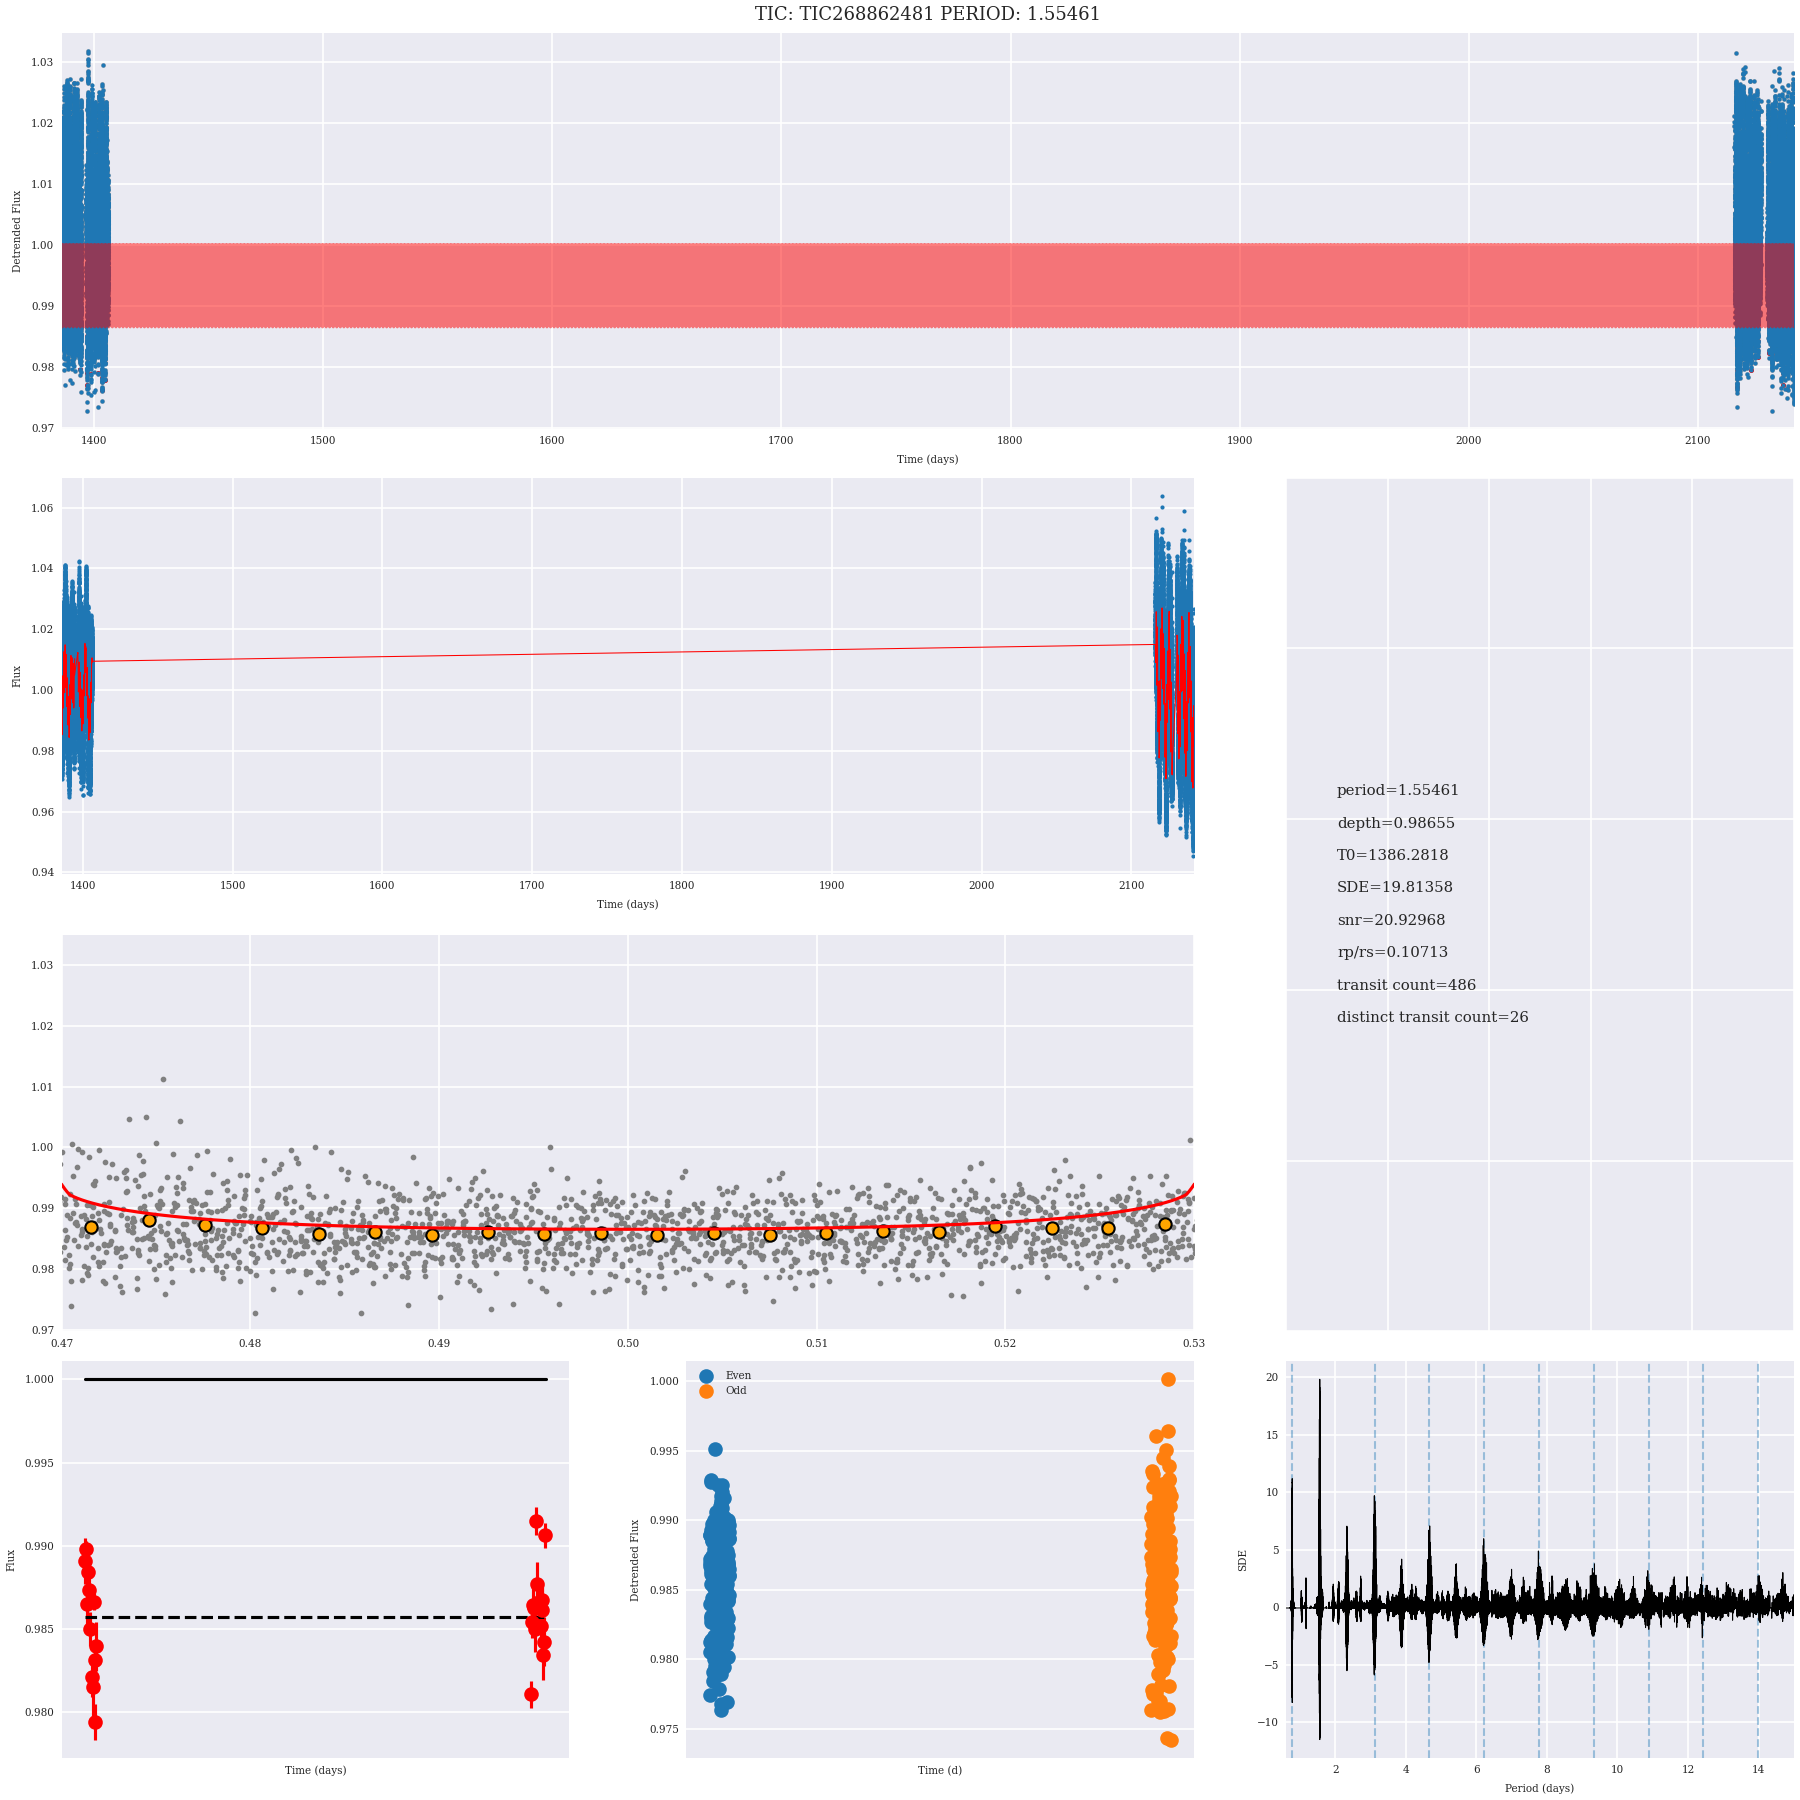 TIC: TIC268862481 PERIOD: 1.55461
1.03
1.02
1.01
1.00
0.99
0.98
0.97
Detrended Flux
1400 1500 1600 1700 1800 1900 2000 2100
Time (days)
1.06
1.04
1.02
1.00
0.98
0.96
0.94
Flux
1400 1500 1600 1700 1800 1900 2000 2100
Time (days)
period=1.55461
depth=0.98655
T0=1386.2818
SDE=19.81358
snr=20.92968
rp/rs=0.10713
transit count=486
distinct transit count=26
1.03
1.02
1.01
1.00
0.99
0.98
0.97
0.47 0.48 0.49 0.50 0.51 0.52 0.53
1.000
0.995
0.990
0.985
0.980
Flux
Time (days)
Even
Odd
1.000
0.995
0.990
0.985
0.980
0.975
Detrended Flux
Time (d)
20
15
10
5
0
−5
−10
SDE
2 4 6 8 10 12 14
Period (days)